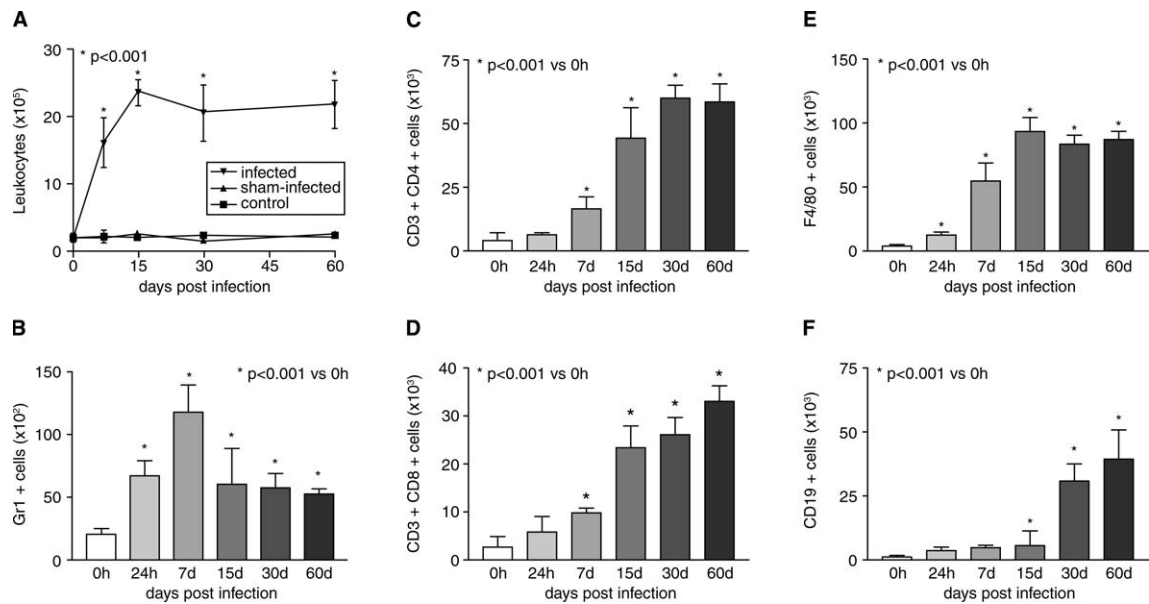 A
* p<0.001
Leukocytes (x10⁵)
30
20
10
0
infected
sham-infected
control
0 15 30 45 60
days post infection
B
* p<0.001 vs 0h
Gr1 + cells (x10²)
150
100
50
0
* * * * *
0h 24h 7d 15d 30d 60d
days post infection
C
* p<0.001 vs 0h
CD3 + CD4 + cells (x10³)
75
50
25
0
* * * *
0h 24h 7d 15d 30d 60d
days post infection
D
* p<0.001 vs 0h
CD3 + CD8 + cells (x10³)
40
30
20
10
0
* * * *
0h 24h 7d 15d 30d 60d
days post infection
E
* p<0.001 vs 0h
F4/80 + cells (x10³)
150
100
50
0
* * * * *
0h 24h 7d 15d 30d 60d
days post infection
F
* p<0.001 vs 0h
CD19 + cells (x10³)
75
50
25
0
* * *
0h 24h 7d 15d 30d 60d
days post infection